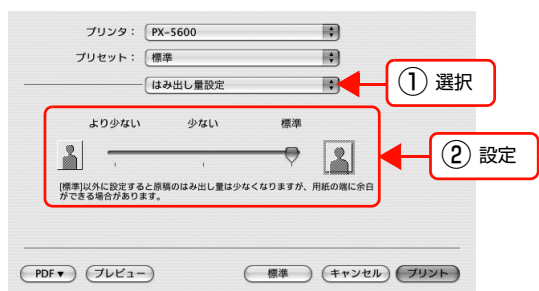 プリンタ： PX-5600
プリセット： 標準
はみ出し量設定
① 選択
より少ない 少ない 標準
② 設定
[標準]以外に設定すると原稿のはみ出し量は少なくなりますが、用紙の端に余白
ができる場合があります。
PDF▼ プレビュー 標準 キャンセル プリント